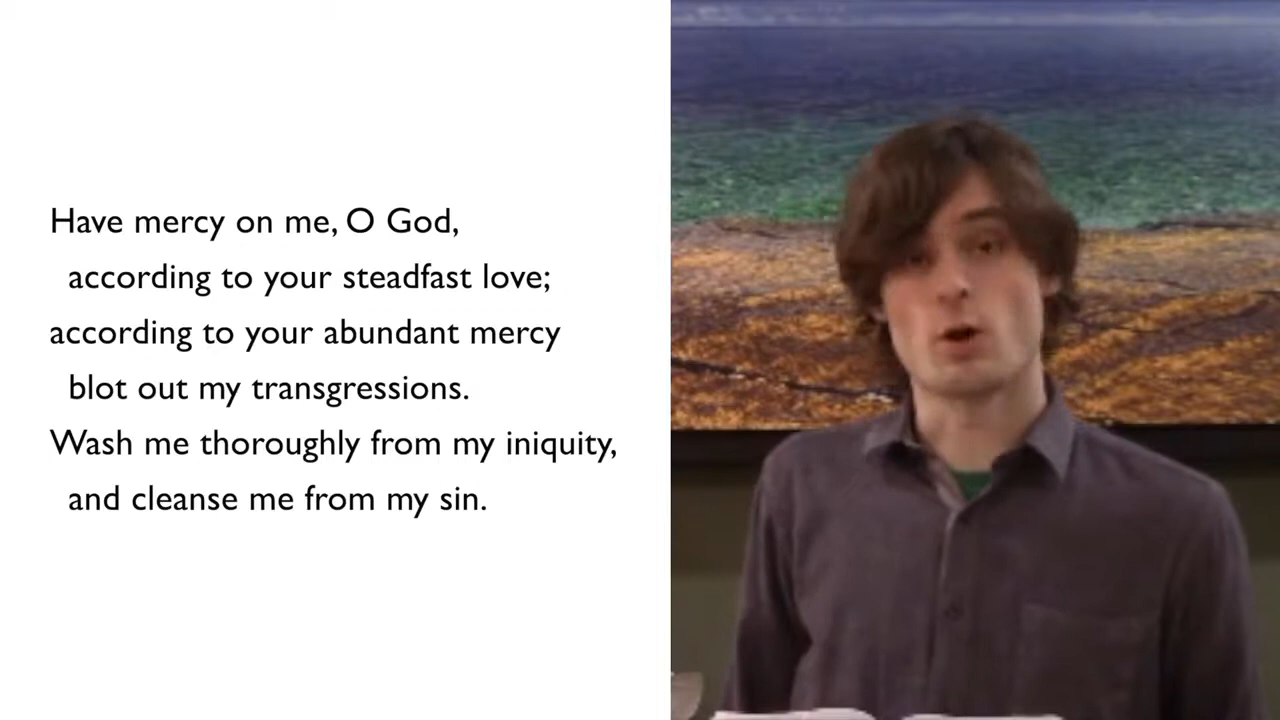 Have mercy on me, O God,
according to your steadfast love;
according to your abundant mercy
blot out my transgressions.
Wash me thoroughly from my iniquity,
and cleanse me from my sin.